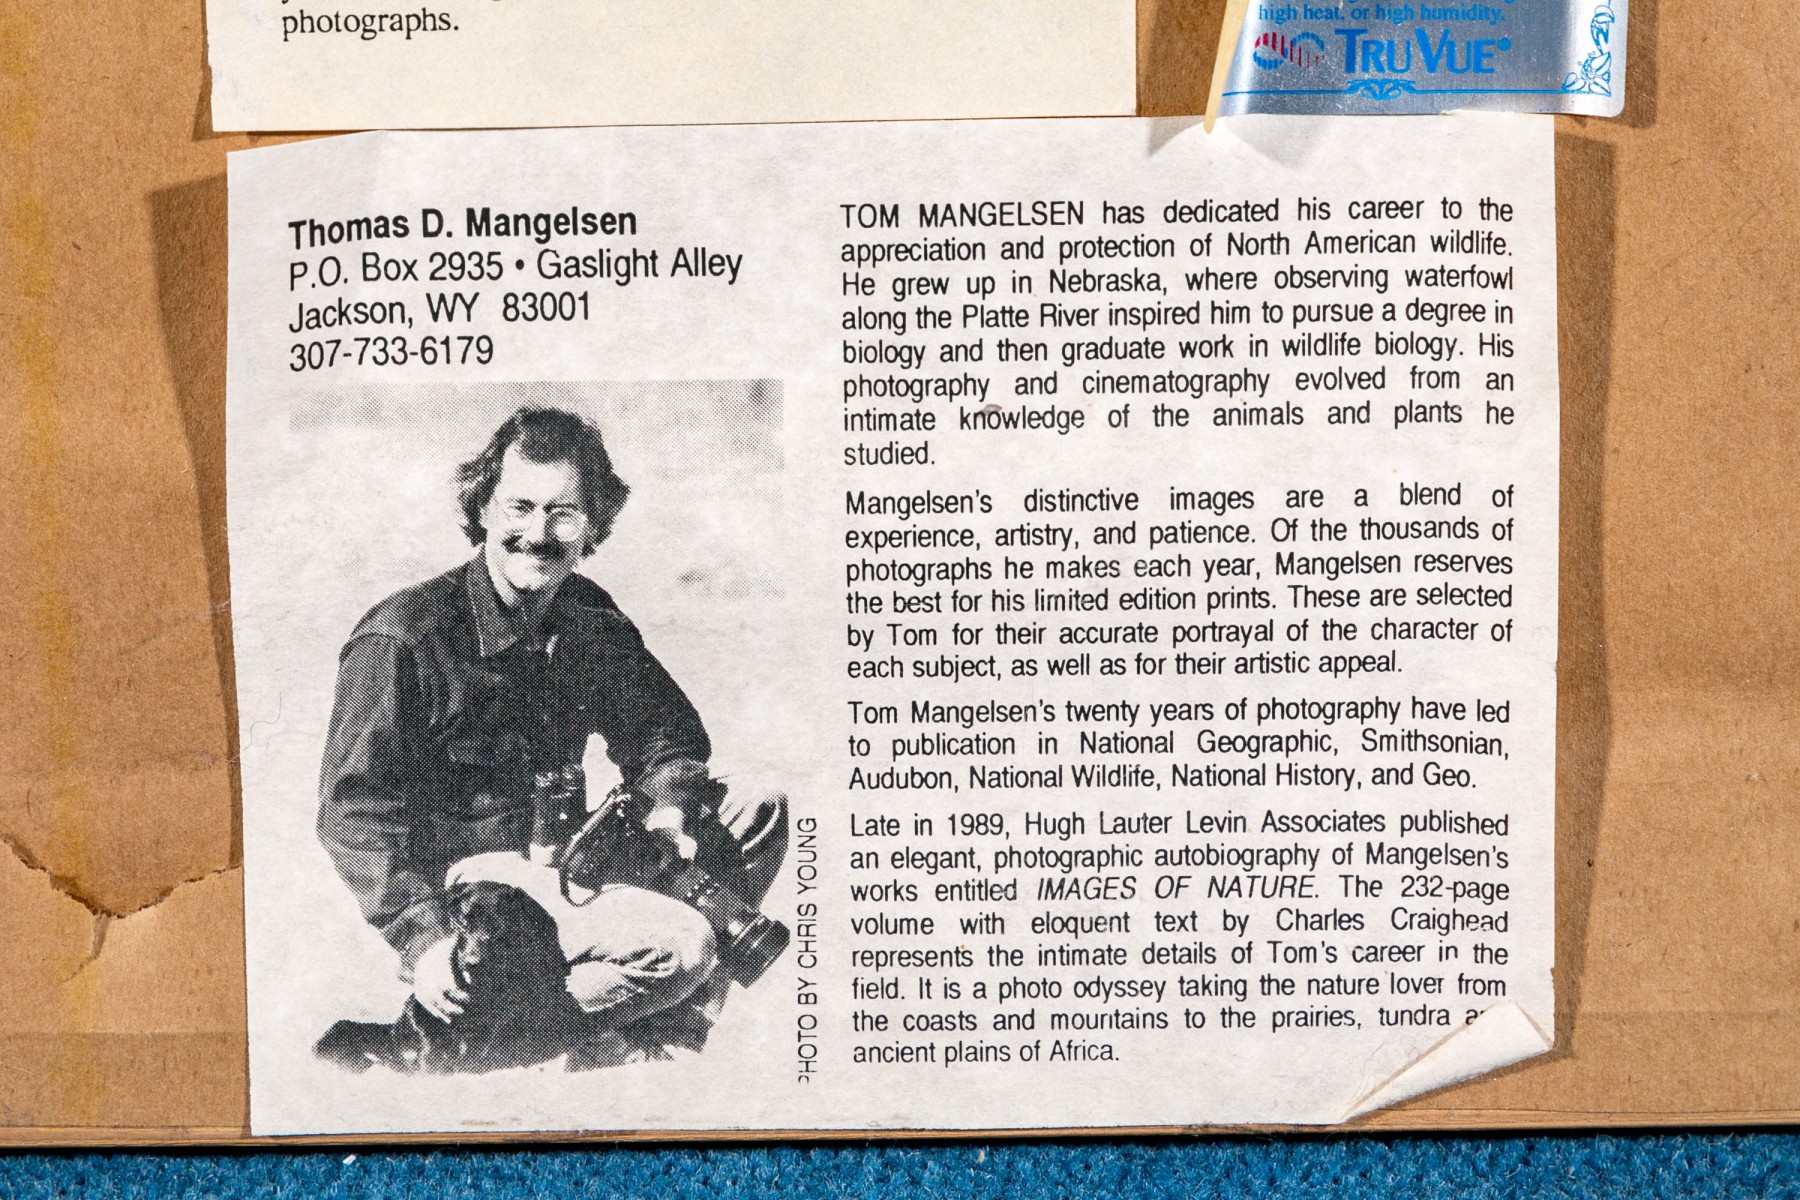 photographs.
high heat, or high humidity.
TRU VUE®
Thomas D. Mangelsen
P.O. Box 2935 • Gaslight Alley
Jackson, WY 83001
307-733-6179
PHOTO BY CHRIS YOUNG
TOM MANGELSEN has dedicated his career to the
appreciation and protection of North American wildlife.
He grew up in Nebraska, where observing waterfowl
along the Platte River inspired him to pursue a degree in
biology and then graduate work in wildlife biology. His
photography and cinematography evolved from an
intimate knowledge of the animals and plants he
studied.
Mangelsen's distinctive images are a blend of
experience, artistry, and patience. Of the thousands of
photographs he makes each year, Mangelsen reserves
the best for his limited edition prints. These are selected
by Tom for their accurate portrayal of the character of
each subject, as well as for their artistic appeal.
Tom Mangelsen's twenty years of photography have led
to publication in National Geographic, Smithsonian,
Audubon, National Wildlife, National History, and Geo.
Late in 1989, Hugh Lauter Levin Associates published
an elegant, photographic autobiography of Mangelsen's
works entitled IMAGES OF NATURE. The 232-page
volume with eloquent text by Charles Craighead
represents the intimate details of Tom's career in the
field. It is a photo odyssey taking the nature lover from
the coasts and mountains to the prairies, tundra
ancient plains of Africa.